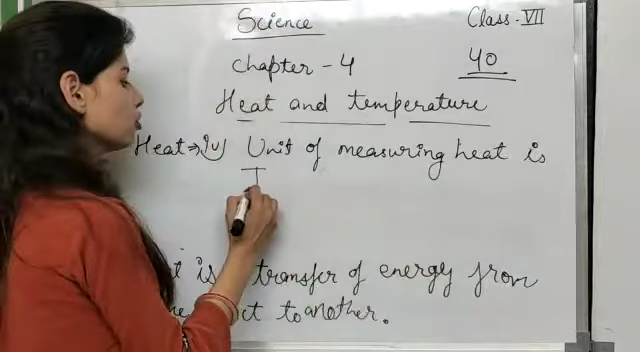 Science
Class - VII
Chapter - 4
40
Heat and temperature
Heat ⇒ iv) Unit of measuring heat is
J
is transfer of energy from
to another.